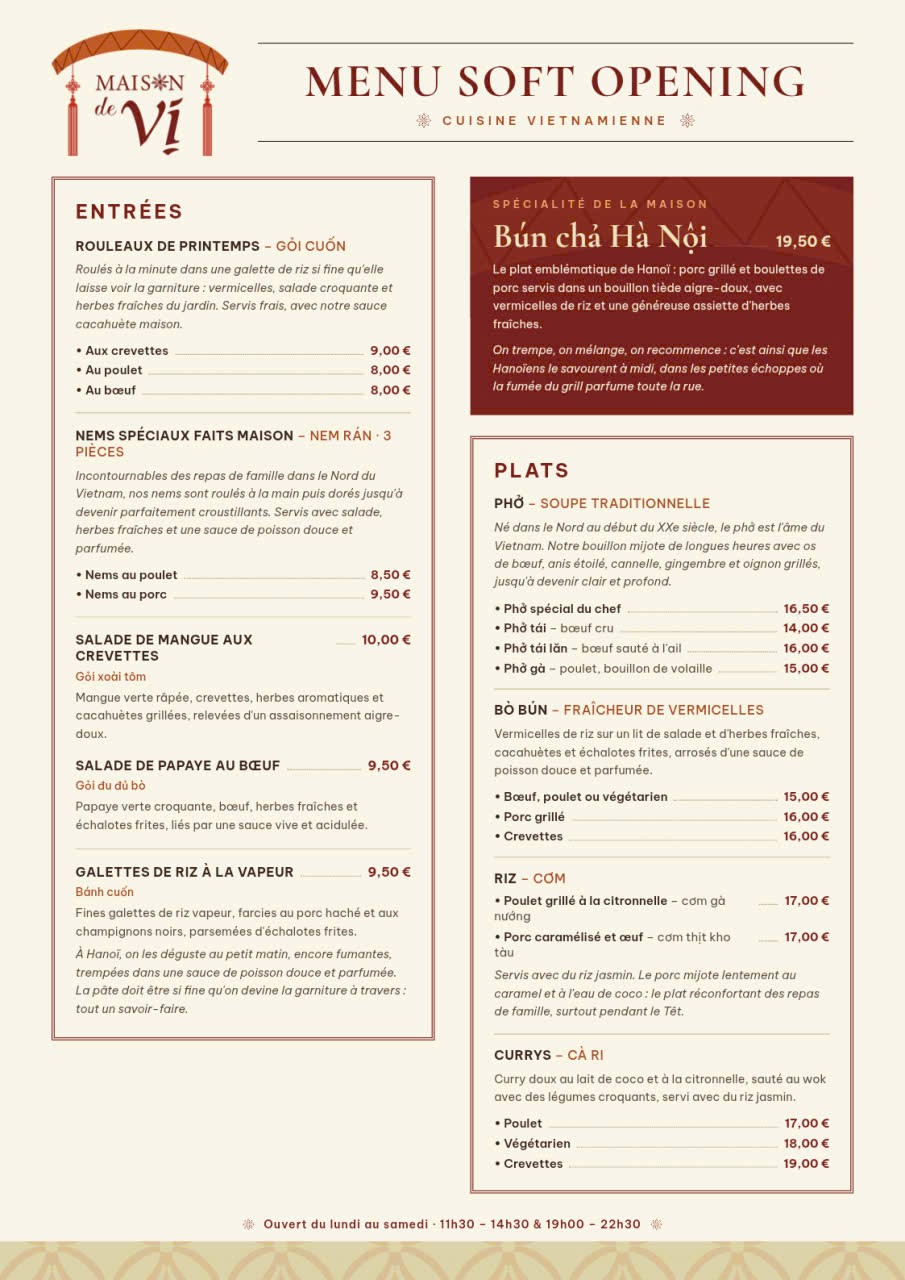 MAISON
de Vị
MENU SOFT OPENING
CUISINE VIETNAMIENNE
ENTRÉES
ROULEAUX DE PRINTEMPS – GỎI CUỐN
Roulés à la minute dans une galette de riz si fine qu'elle
laisse voir la garniture : vermicelles, salade croquante et
herbes fraîches du jardin. Servis frais, avec notre sauce
cacahuète maison.
• Aux crevettes 9,00 €
• Au poulet 8,00 €
• Au bœuf 8,00 €
NEMS SPÉCIAUX FAITS MAISON – NEM RÁN · 3
PIÈCES
Incontournables des repas de famille dans le Nord du
Vietnam, nos nems sont roulés à la main puis dorés jusqu'à
devenir parfaitement croustillants. Servis avec salade,
herbes fraîches et une sauce de poisson douce et
parfumée.
• Nems au poulet 8,50 €
• Nems au porc 9,50 €
SALADE DE MANGUE AUX 10,00 €
CREVETTES
Gỏi xoài tôm
Mangue verte râpée, crevettes, herbes aromatiques et
cacahuètes grillées, relevées d'un assaisonnement aigre-
doux.
SALADE DE PAPAYE AU BŒUF 9,50 €
Gỏi đu đủ bò
Papaye verte croquante, bœuf, herbes fraîches et
échalotes frites, liés par une sauce vive et acidulée.
GALETTES DE RIZ À LA VAPEUR 9,50 €
Bánh cuốn
Fines galettes de riz vapeur, farcies au porc haché et aux
champignons noirs, parsemées d'échalotes frites.
À Hanoï, on les déguste au petit matin, encore fumantes,
trempées dans une sauce de poisson douce et parfumée.
La pâte doit être si fine qu'on devine la garniture à travers :
tout un savoir-faire.
SPÉCIALITÉ DE LA MAISON
Bún chả Hà Nội 19,50 €
Le plat emblématique de Hanoï : porc grillé et boulettes de
porc servis dans un bouillon tiède aigre-doux, avec
vermicelles de riz et une généreuse assiette d'herbes
fraîches.
On trempe, on mélange, on recommence : c'est ainsi que les
Hanoïens le savourent à midi, dans les petites échoppes où
la fumée du grill parfume toute la rue.
PLATS
PHỞ – SOUPE TRADITIONNELLE
Né dans le Nord au début du XXe siècle, le phở est l'âme du
Vietnam. Notre bouillon mijote de longues heures avec os
de bœuf, anis étoilé, cannelle, gingembre et oignon grillés,
jusqu'à devenir clair et profond.
• Phở spécial du chef 16,50 €
• Phở tái – bœuf cru 14,00 €
• Phở tái lăn – bœuf sauté à l'ail 16,00 €
• Phở gà – poulet, bouillon de volaille 15,00 €
BÒ BÚN – FRAÎCHEUR DE VERMICELLES
Vermicelles de riz sur un lit de salade et d'herbes fraîches,
cacahuètes et échalotes frites, arrosés d'une sauce de
poisson douce et parfumée.
• Bœuf, poulet ou végétarien 15,00 €
• Porc grillé 16,00 €
• Crevettes 16,00 €
RIZ – CƠM
• Poulet grillé à la citronnelle – cơm gà 17,00 €
nướng
• Porc caramélisé et œuf – cơm thịt kho 17,00 €
tàu
Servis avec du riz jasmin. Le porc mijote lentement au
caramel et à l'eau de coco : le plat réconfortant des repas
de famille, surtout pendant le Têt.
CURRYS – CÀ RI
Curry doux au lait de coco et à la citronnelle, sauté au wok
avec des légumes croquants, servi avec du riz jasmin.
• Poulet 17,00 €
• Végétarien 18,00 €
• Crevettes 19,00 €
Ouvert du lundi au samedi · 11h30 – 14h30 & 19h00 – 22h30